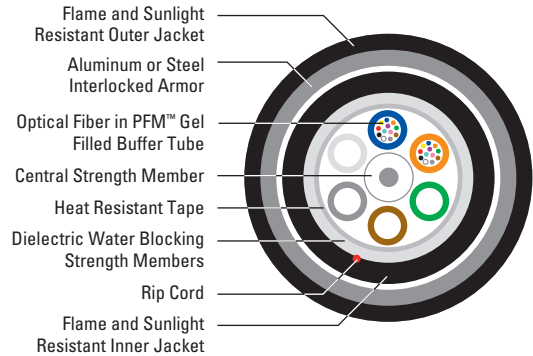 Flame and Sunlight
Resistant Outer Jacket
Aluminum or Steel
Interlocked Armor
Optical Fiber in PFM™ Gel
Filled Buffer Tube
Central Strength Member
Heat Resistant Tape
Dielectric Water Blocking
Strength Members
Rip Cord
Flame and Sunlight
Resistant Inner Jacket